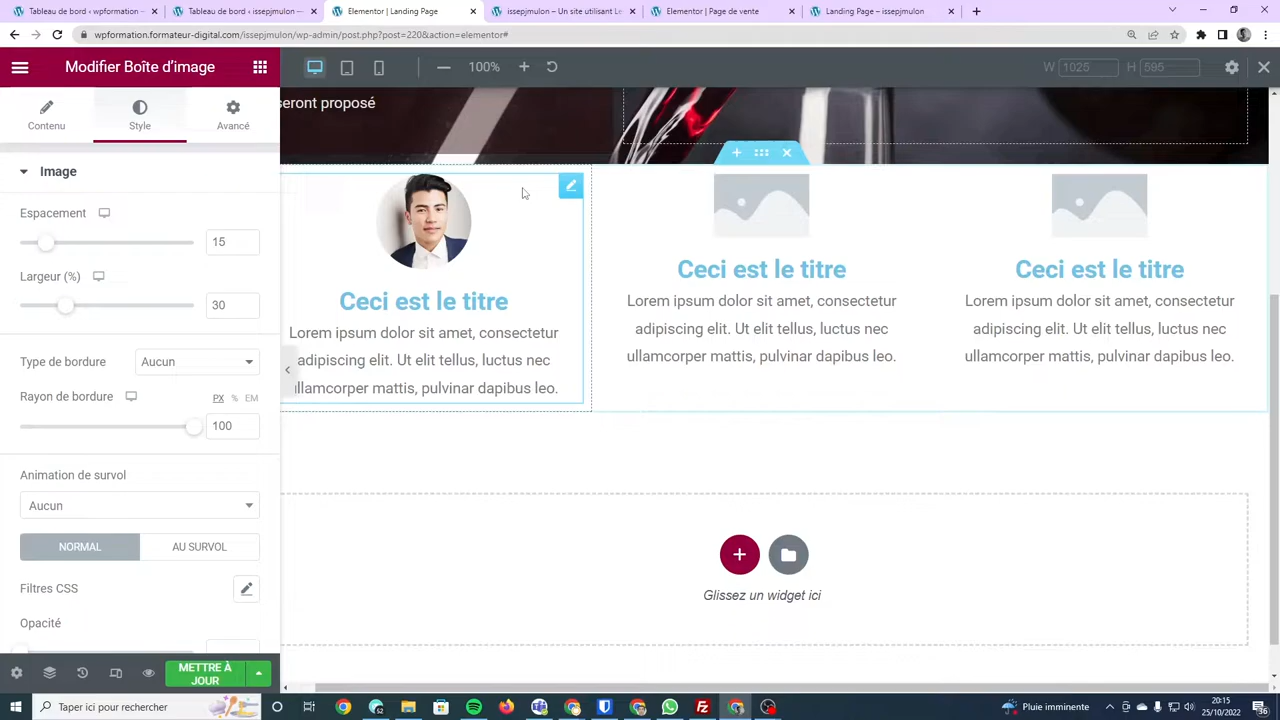 Tableau de bord
Tableau de bord
Elementor | Landing Page
issepjmulon – Un site utilisant
Elementor | Page de vente
Landing Page – issepjmulon
wpformation.formateur-digital.com/issepjmulon/wp-admin/post.php?post=220&action=elementor#
Modifier Boîte d’image
100%
W 1025 H 595
Contenu
Style
Avancé
seront proposé
Image
Espacement
15
Largeur (%)
30
Type de bordure
Aucun
Rayon de bordure
PX % EM
100
Animation de survol
Aucun
NORMAL
AU SURVOL
Filtres CSS
Opacité
METTRE À JOUR
Ceci est le titre
Lorem ipsum dolor sit amet, consectetur
adipiscing elit. Ut elit tellus, luctus nec
ullamcorper mattis, pulvinar dapibus leo.
Ceci est le titre
Lorem ipsum dolor sit amet, consectetur
adipiscing elit. Ut elit tellus, luctus nec
ullamcorper mattis, pulvinar dapibus leo.
Ceci est le titre
Lorem ipsum dolor sit amet, consectetur
adipiscing elit. Ut elit tellus, luctus nec
ullamcorper mattis, pulvinar dapibus leo.
Glissez un widget ici
Taper ici pour rechercher
Pluie imminente
20:15
25/10/2022